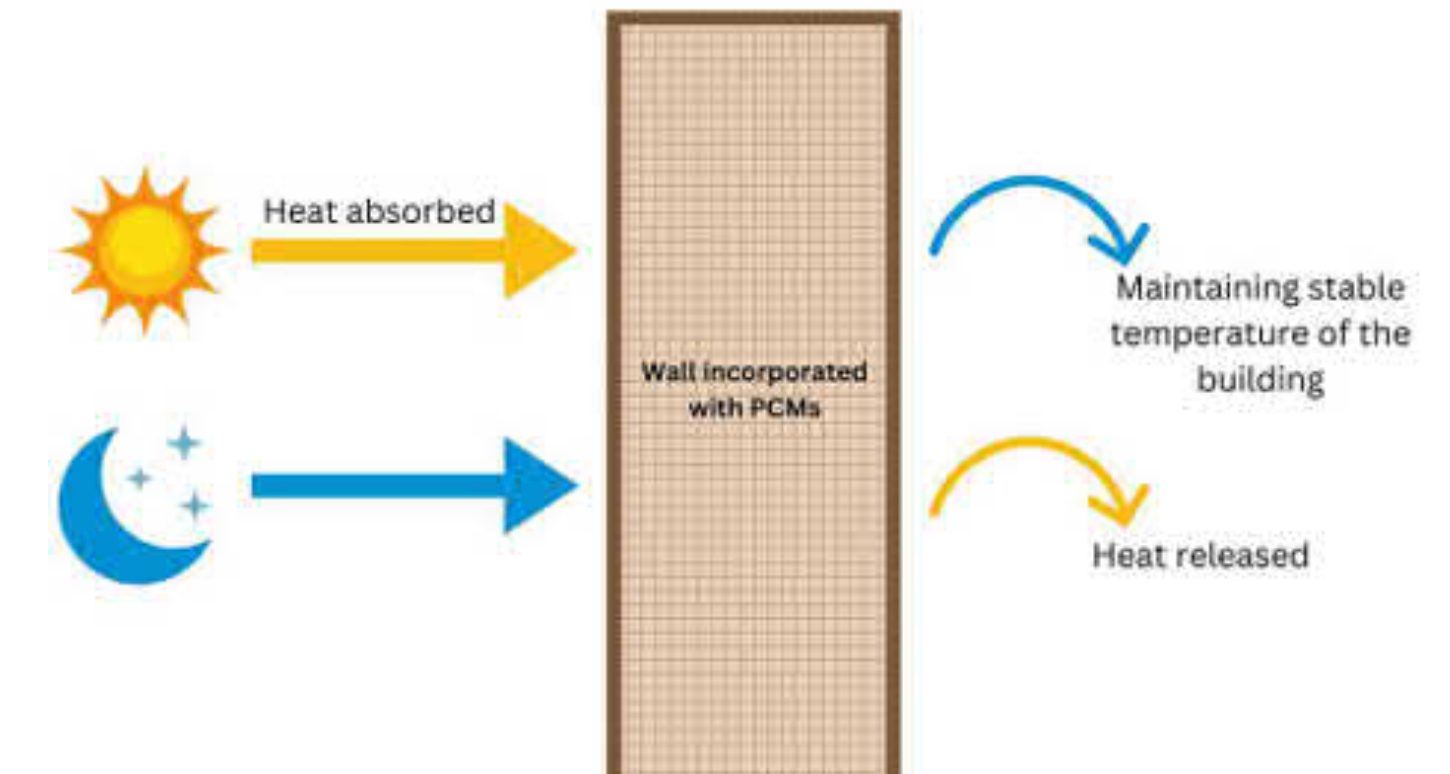 Heat absorbed
Wall incorporated
with PCMs
Maintaining stable
temperature of the
building
Heat released